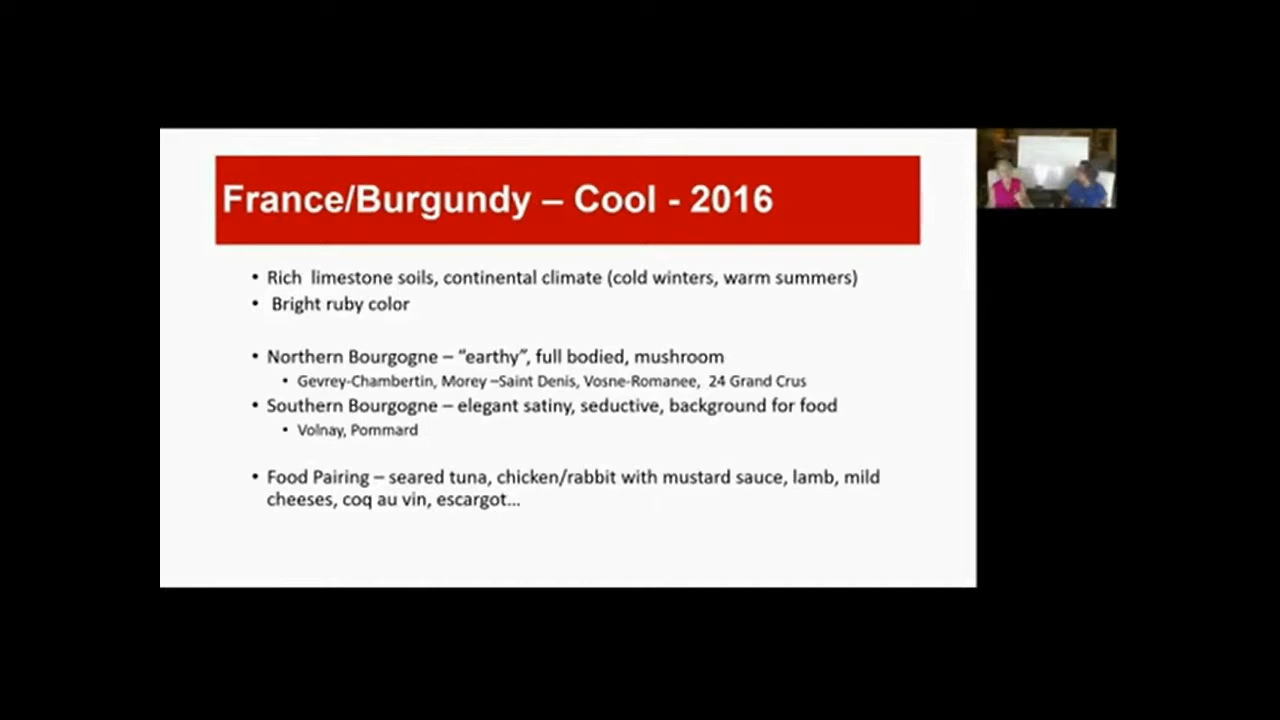 France/Burgundy – Cool - 2016
• Rich limestone soils, continental climate (cold winters, warm summers)
• Bright ruby color
• Northern Bourgogne – “earthy”, full bodied, mushroom
• Gevrey-Chambertin, Morey –Saint Denis, Vosne-Romanee, 24 Grand Crus
• Southern Bourgogne – elegant satiny, seductive, background for food
• Volnay, Pommard
• Food Pairing – seared tuna, chicken/rabbit with mustard sauce, lamb, mild
cheeses, coq au vin, escargot...